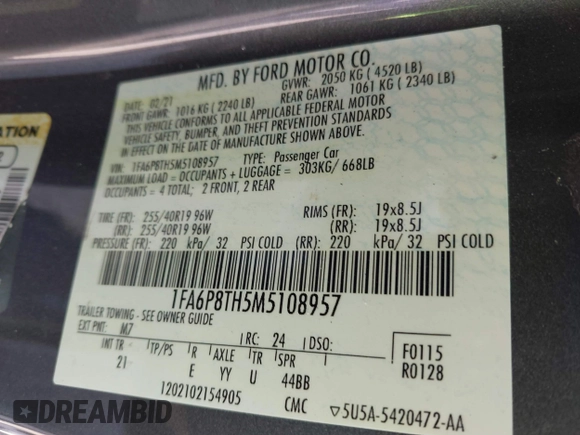 MFD. BY FORD MOTOR CO.
DATE: 02/21 GVWR: 2050 KG ( 4520 LB)
FRONT GAWR: 1016 KG ( 2240 LB) REAR GAWR: 1061 KG ( 2340 LB)
THIS VEHICLE CONFORMS TO ALL APPLICABLE FEDERAL MOTOR
VEHICLE SAFETY, BUMPER, AND THEFT PREVENTION STANDARDS
IN EFFECT ON THE DATE OF MANUFACTURE SHOWN ABOVE.
VIN: 1FA6P8TH5M5108957 TYPE: Passenger Car
MAXIMUM LOAD = OCCUPANTS + LUGGAGE = 303KG/ 668LB
OCCUPANTS = 4 TOTAL; 2 FRONT, 2 REAR
TIRE (FR): 255/40R19 96W RIMS (FR): 19x8.5J
(RR): 255/40R19 96W (RR): 19x8.5J
PRESSURE (FR): 220 kPa/ 32 PSI COLD (RR): 220 kPa/ 32 PSI COLD
1FA6P8TH5M5108957
TRAILER TOWING - SEE OWNER GUIDE
EXT PNT: M7 RC: 24 DSO: F0115
INT TR TP/PS R AXLE TR SPR R0128
21 E YY U 44BB
1202102154905 CMC ▽5U5A-5420472-AA
DREAMBID